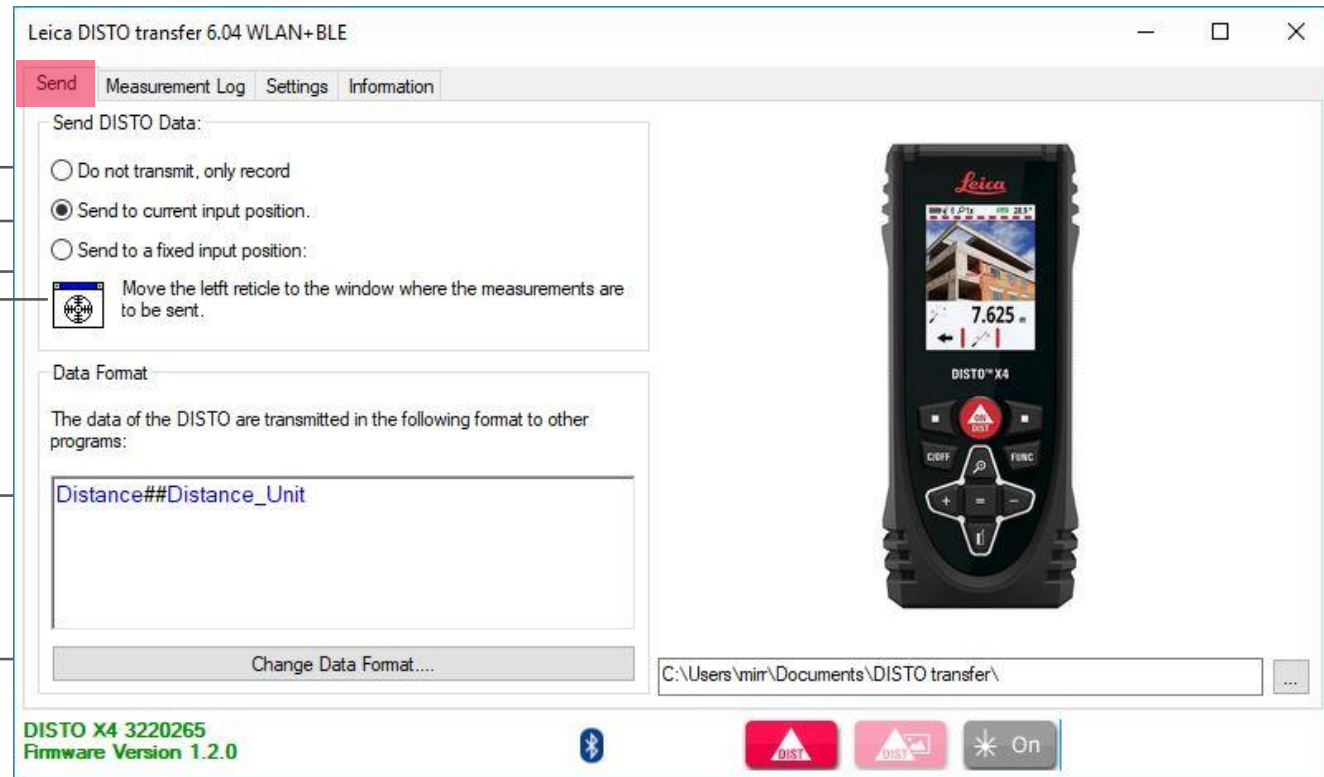 Leica DISTO transfer 6.04 WLAN+BLE
Send Measurement Log Settings Information
Send DISTO Data:
Do not transmit, only record
Send to current input position.
Send to a fixed input position:
Move the left reticle to the window where the measurements are
to be sent.
Data Format
The data of the DISTO are transmitted in the following format to other
programs:
Distance##Distance_Unit
Change Data Format....
Leica
7.625 m
DISTO™ X4
ON
DIST
C/OFF
FUNC
C:\Users\mirr\Documents\DISTO transfer\
...
DISTO X4 3220265
Firmware Version 1.2.0
DIST
DIST
On